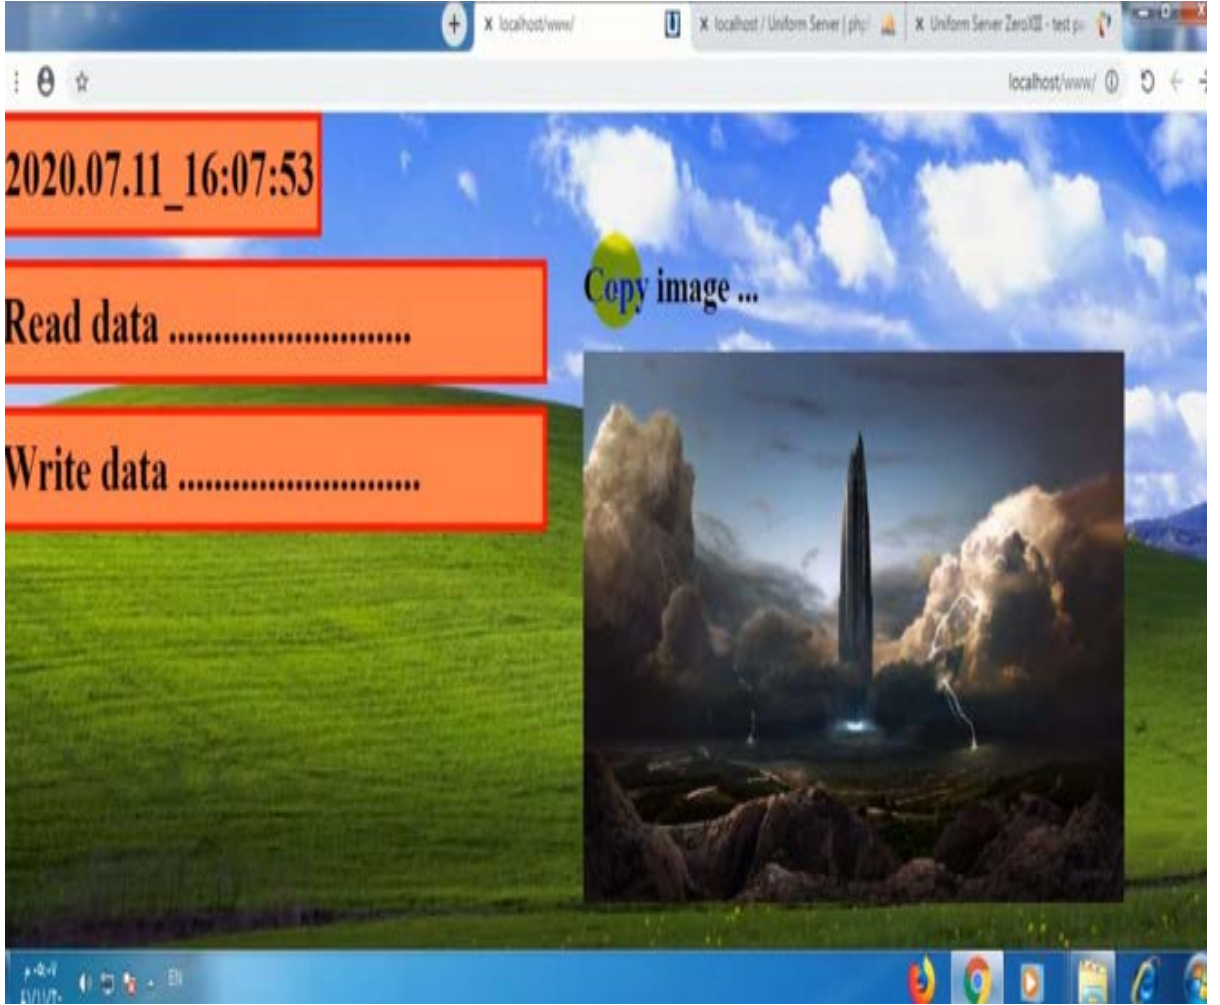 localhost/www/
localhost / Uniform Server | php
Uniform Server ZeroXIII - test pa
localhost/www/
2020.07.11_16:07:53
Read data ...........................
Write data ...........................
Copy image ...
EN